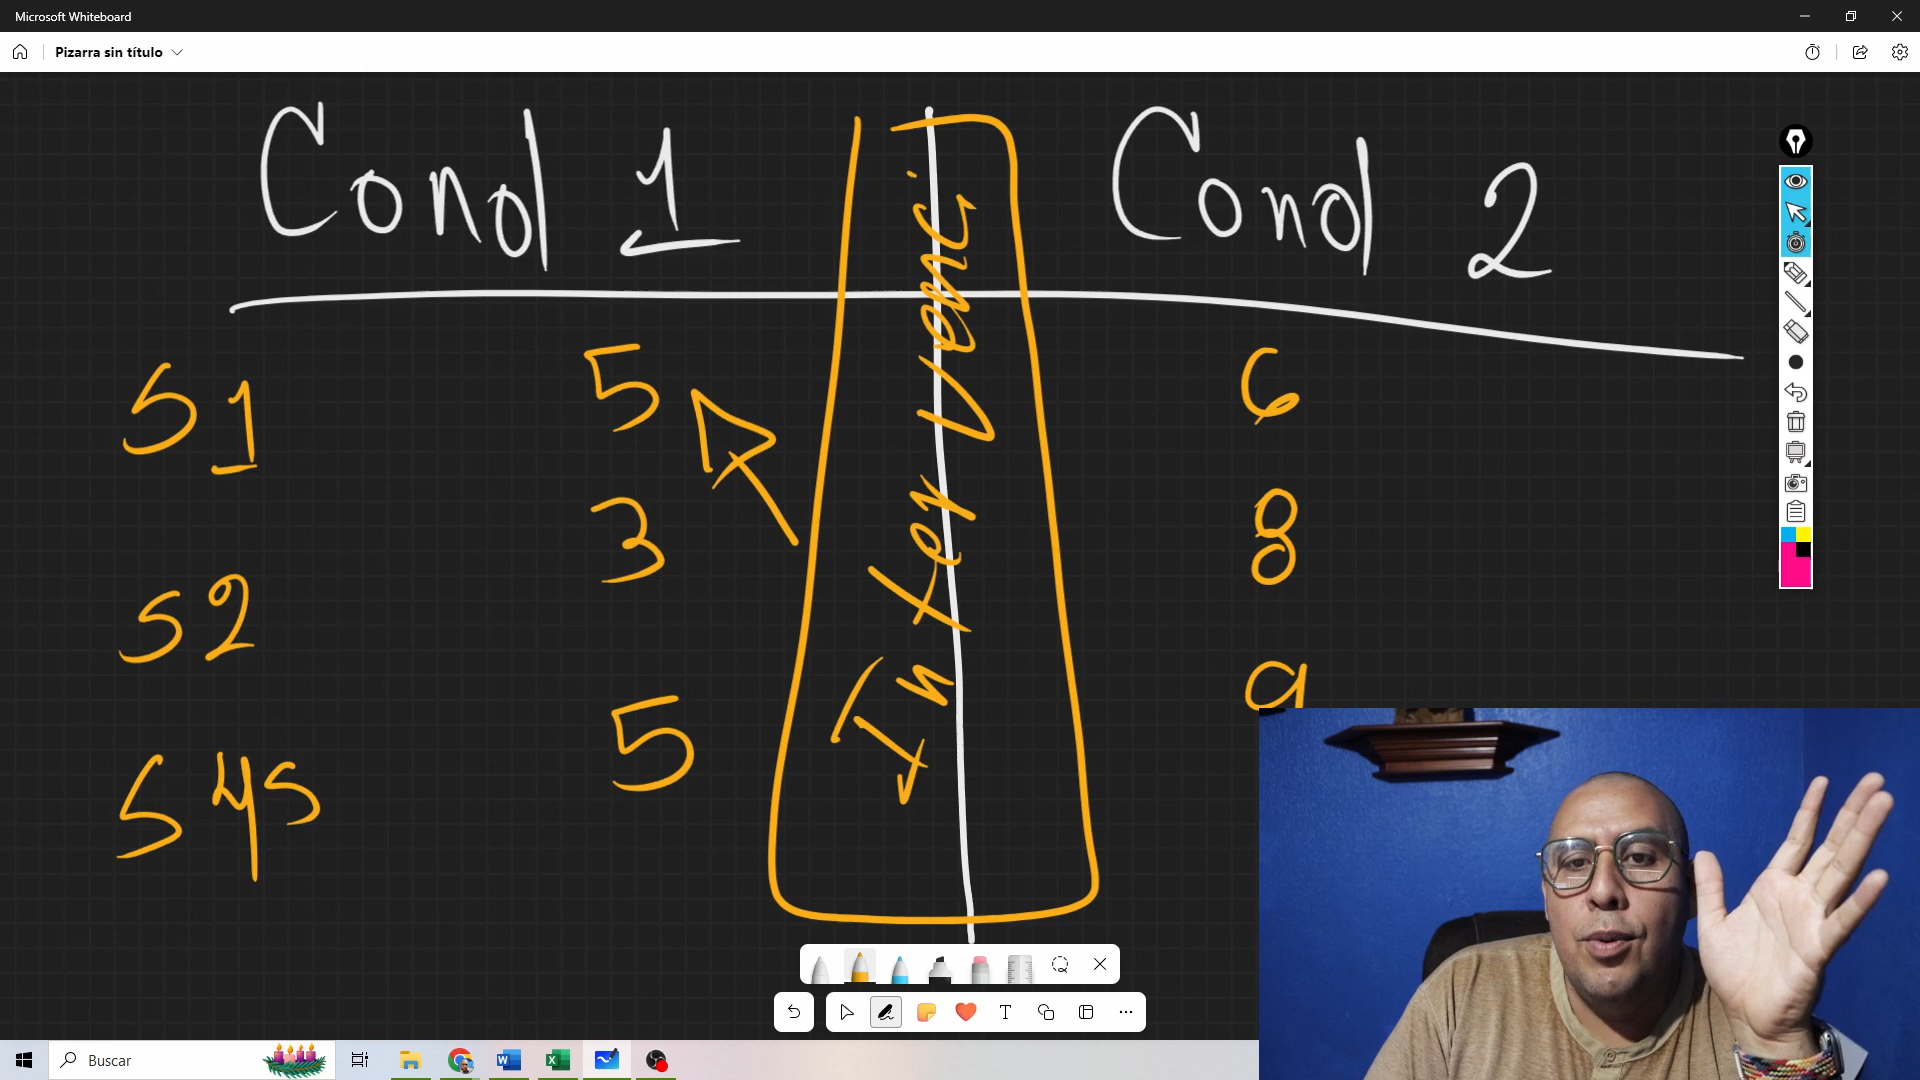 Microsoft Whiteboard
Pizarra sin título
Cond 1
Cond 2
S1 5 6
S2 3 8
S45 5 9
T
Buscar